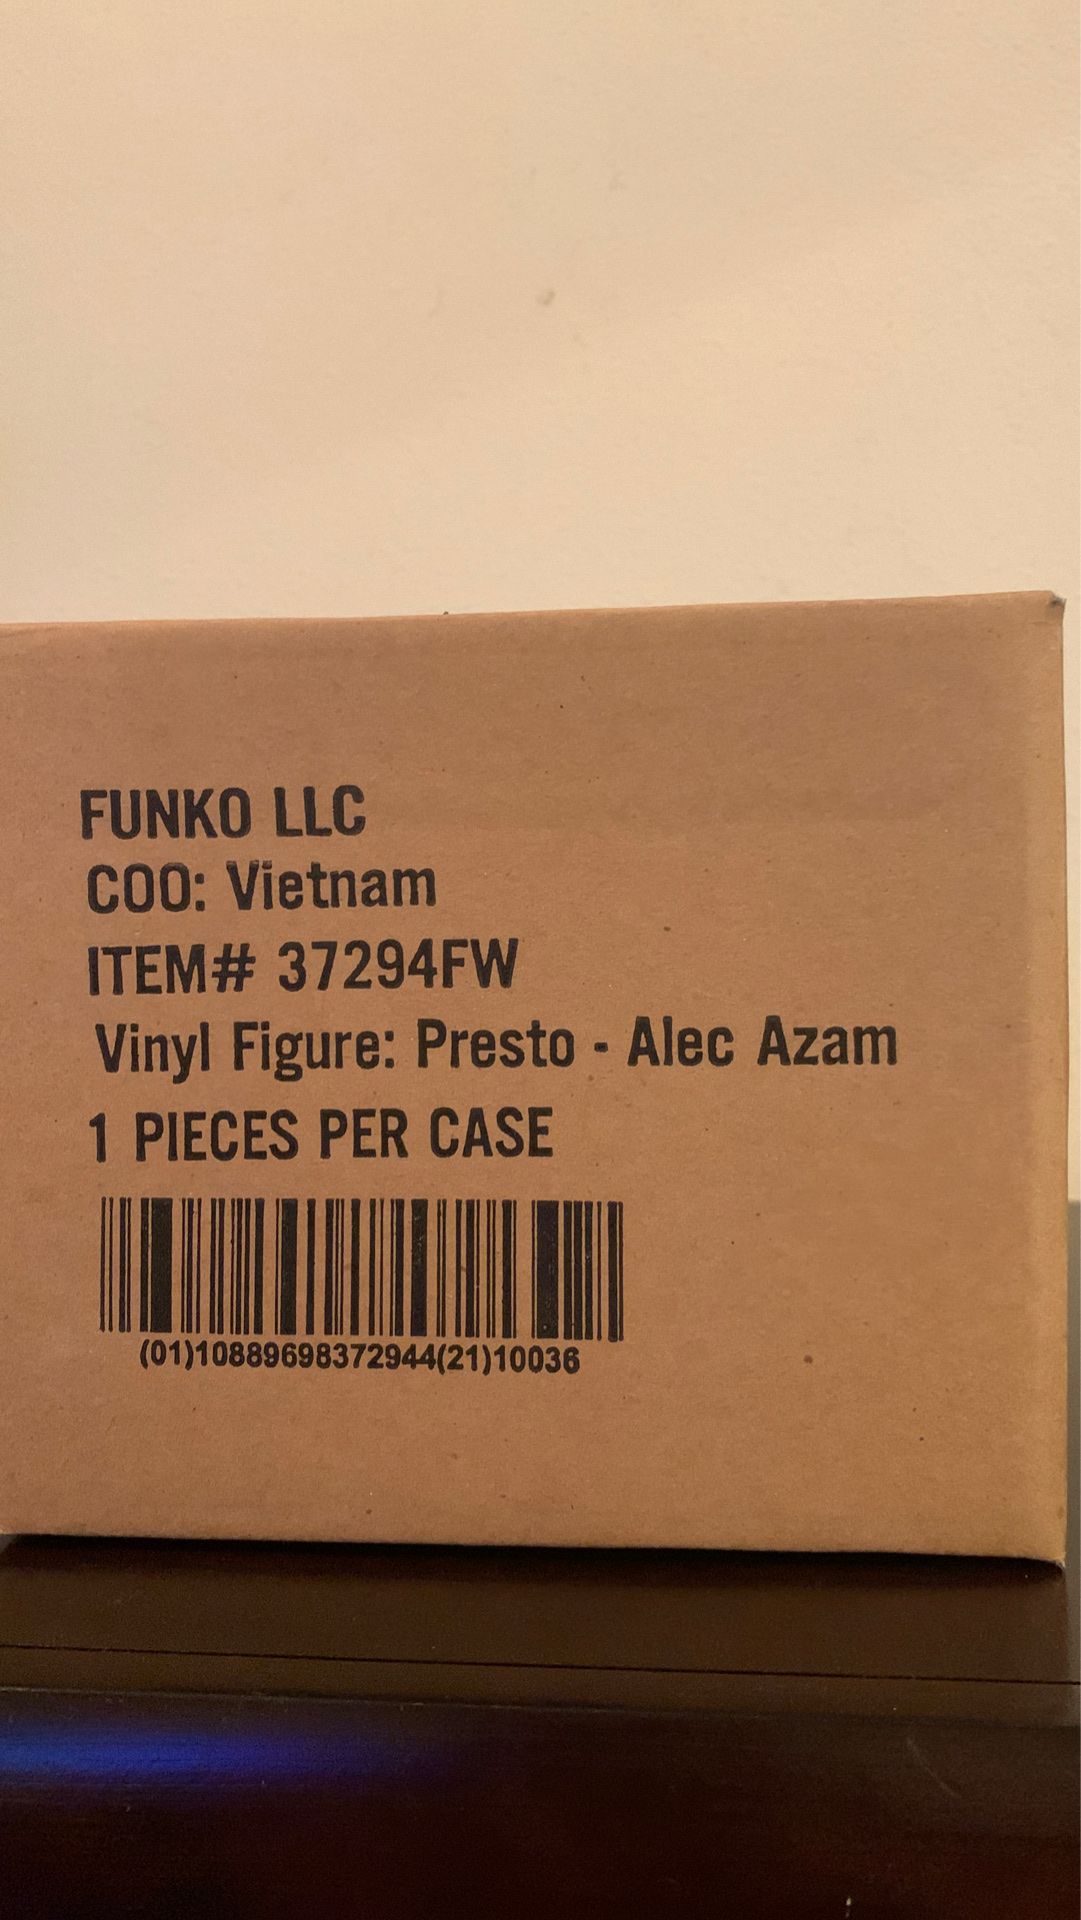 FUNKO LLC
COO: Vietnam
ITEM# 37294FW
Vinyl Figure: Presto - Alec Azam
1 PIECES PER CASE
(01)10889698372944(21)10036